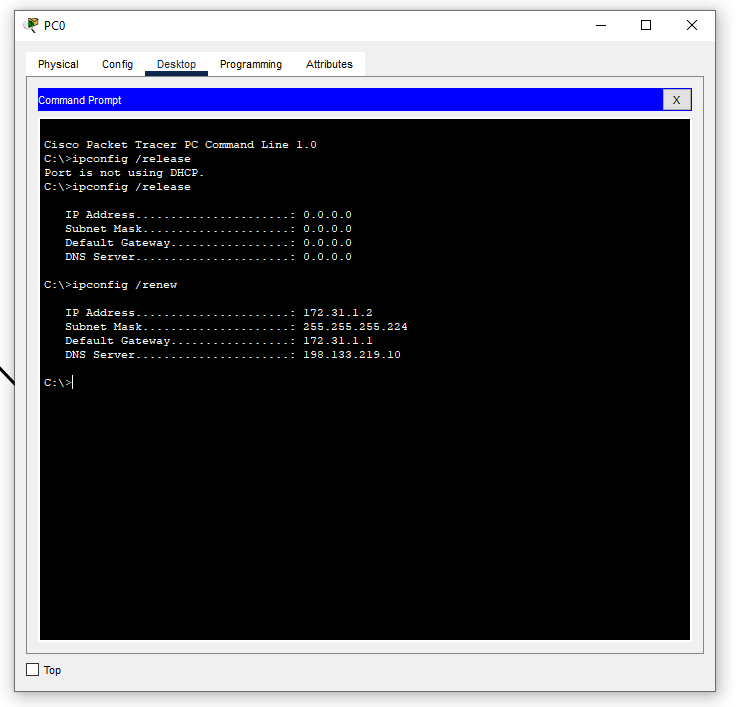 PC0
Physical Config Desktop Programming Attributes
Command Prompt X
Cisco Packet Tracer PC Command Line 1.0
C:\>ipconfig /release
Port is not using DHCP.
C:\>ipconfig /release
IP Address......................: 0.0.0.0
Subnet Mask.....................: 0.0.0.0
Default Gateway.................: 0.0.0.0
DNS Server......................: 0.0.0.0
C:\>ipconfig /renew
IP Address......................: 172.31.1.2
Subnet Mask.....................: 255.255.255.224
Default Gateway.................: 172.31.1.1
DNS Server......................: 198.133.219.10
C:\>
Top